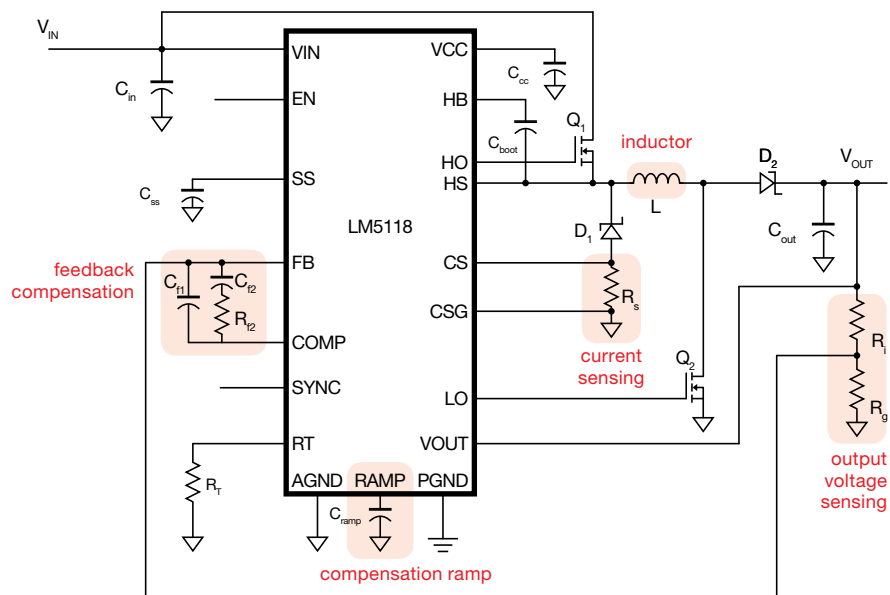 VIN
VIN
VCC
Cin
Ccc
EN
HB
Q1
inductor
Cboot
HO
D2
VOUT
SS
HS
Css
L
LM5118
D1
Cout
feedback
compensation
FB
CS
Cf1
Cf2
Rs
Rf2
CSG
COMP
current
sensing
Ri
Q2
SYNC
LO
Rg
RT
VOUT
output
voltage
sensing
AGND
RAMP
PGND
RT
Cramp
compensation ramp